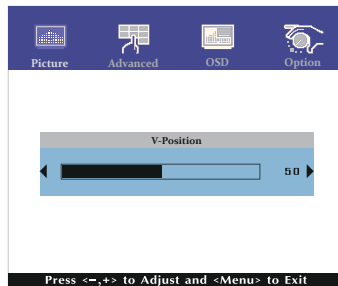 Picture Advanced OSD Option
V-Position
50
Press <-,+> to Adjust and <Menu> to Exit